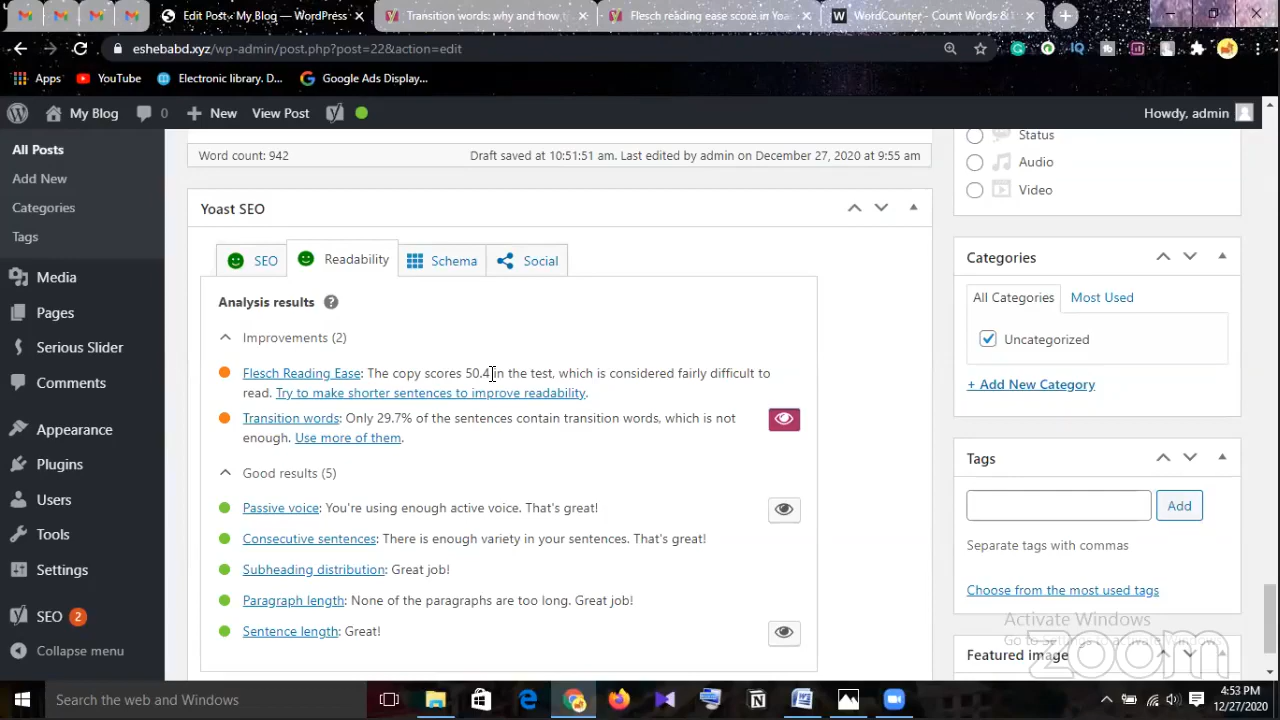 Edit Post ‹ My Blog — WordPress
Transition words: why and how
Flesch reading ease score in Yoa
WordCounter - Count Words &
eshebabd.xyz/wp-admin/post.php?post=22&action=edit
Apps
YouTube
Electronic library. D...
Google Ads Display...
My Blog
0
New
View Post
Howdy, admin
All Posts
Add New
Categories
Tags
Media
Pages
Serious Slider
Comments
Appearance
Plugins
Users
Tools
Settings
SEO 2
Collapse menu
Word count: 942
Draft saved at 10:51:51 am. Last edited by admin on December 27, 2020 at 9:55 am
Yoast SEO
SEO
Readability
Schema
Social
Analysis results
Improvements (2)
Flesch Reading Ease: The copy scores 50.4 in the test, which is considered fairly difficult to
read. Try to make shorter sentences to improve readability.
Transition words: Only 29.7% of the sentences contain transition words, which is not
enough. Use more of them.
Good results (5)
Passive voice: You're using enough active voice. That's great!
Consecutive sentences: There is enough variety in your sentences. That's great!
Subheading distribution: Great job!
Paragraph length: None of the paragraphs are too long. Great job!
Sentence length: Great!
Status
Audio
Video
Categories
All Categories
Most Used
Uncategorized
+ Add New Category
Tags
Add
Separate tags with commas
Choose from the most used tags
Activate Windows
Featured image
zoom
Search the web and Windows
4:53 PM
12/27/2020